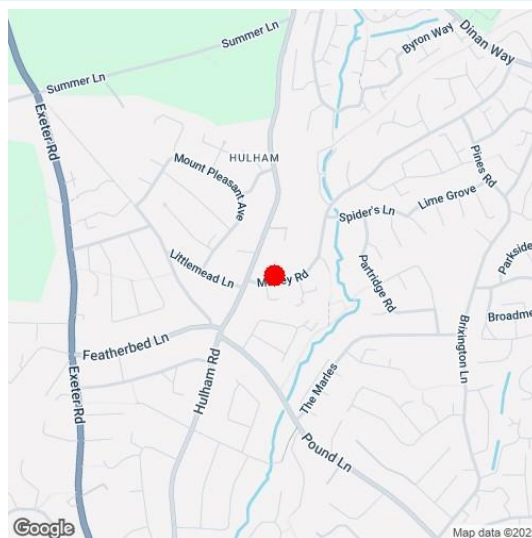 Summer Ln
Summer Ln
Byron Way
Dinan Way
Exeter Rd
HULHAM
Mount Pleasant Ave
Pines Rd
Lime Grove
Spider's Ln
Littlemead Ln
Partridge Rd
Parkside
Brixington Ln
Featherbed Ln
Exeter Rd
Hulham Rd
The Marles
Pound Ln
Google
Map data ©202